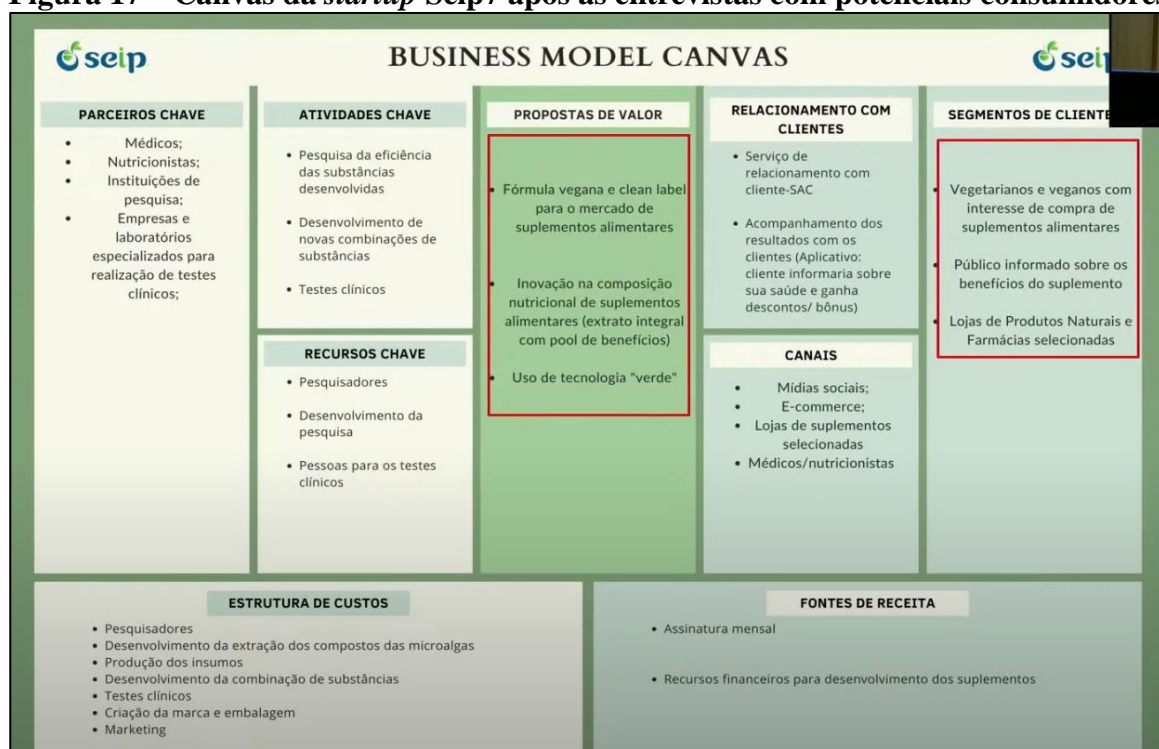 Figura 17 – Canvas da startup Seip7 após as entrevistas com potenciais consumidores
seip
BUSINESS MODEL CANVAS
PARCEIROS CHAVE
• Médicos;
• Nutricionistas;
• Instituições de
pesquisa;
• Empresas e
laboratórios
especializados para
realização de testes
clínicos;
ATIVIDADES CHAVE
• Pesquisa da eficiência
das substâncias
desenvolvidas
• Desenvolvimento de
novas combinações de
substâncias
• Testes clínicos
RECURSOS CHAVE
• Pesquisadores
• Desenvolvimento da
pesquisa
• Pessoas para os testes
clínicos
PROPOSTAS DE VALOR
• Fórmula vegana e clean label
para o mercado de
suplementos alimentares
• Inovação na composição
nutricional de suplementos
alimentares (extrato integral
com pool de benefícios)
• Uso de tecnologia "verde"
RELACIONAMENTO COM
CLIENTES
• Serviço de
relacionamento com
cliente-SAC
• Acompanhamento dos
resultados com os
clientes (Aplicativo:
cliente informaria sobre
sua saúde e ganha
descontos/ bônus)
CANAIS
• Mídias sociais;
• E-commerce;
• Lojas de suplementos
selecionadas
• Médicos/nutricionistas
SEGMENTOS DE CLIENTE
• Vegetarianos e veganos com
interesse de compra de
suplementos alimentares
• Público informado sobre os
benefícios do suplemento
• Lojas de Produtos Naturais e
Farmácias selecionadas
ESTRUTURA DE CUSTOS
• Pesquisadores
• Desenvolvimento da extração dos compostos das microalgas
• Produção dos insumos
• Desenvolvimento da combinação de substâncias
• Testes clínicos
• Criação da marca e embalagem
• Marketing
FONTES DE RECEITA
• Assinatura mensal
• Recursos financeiros para desenvolvimento dos suplementos